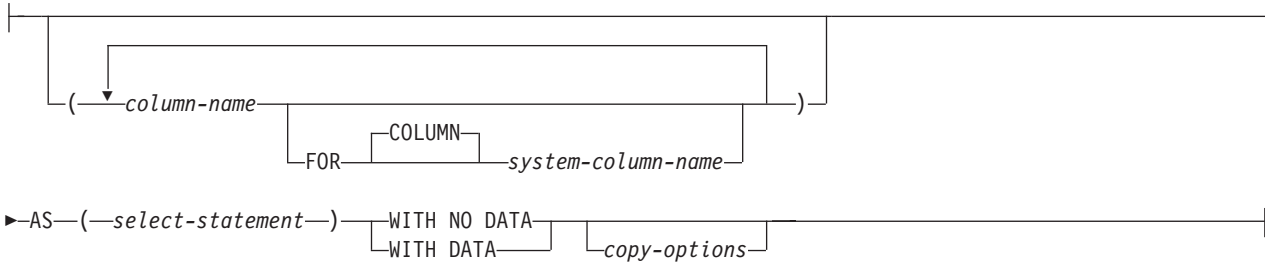 ( column-name )
COLUMN
FOR system-column-name
AS ( select-statement ) WITH NO DATA
WITH DATA copy-options